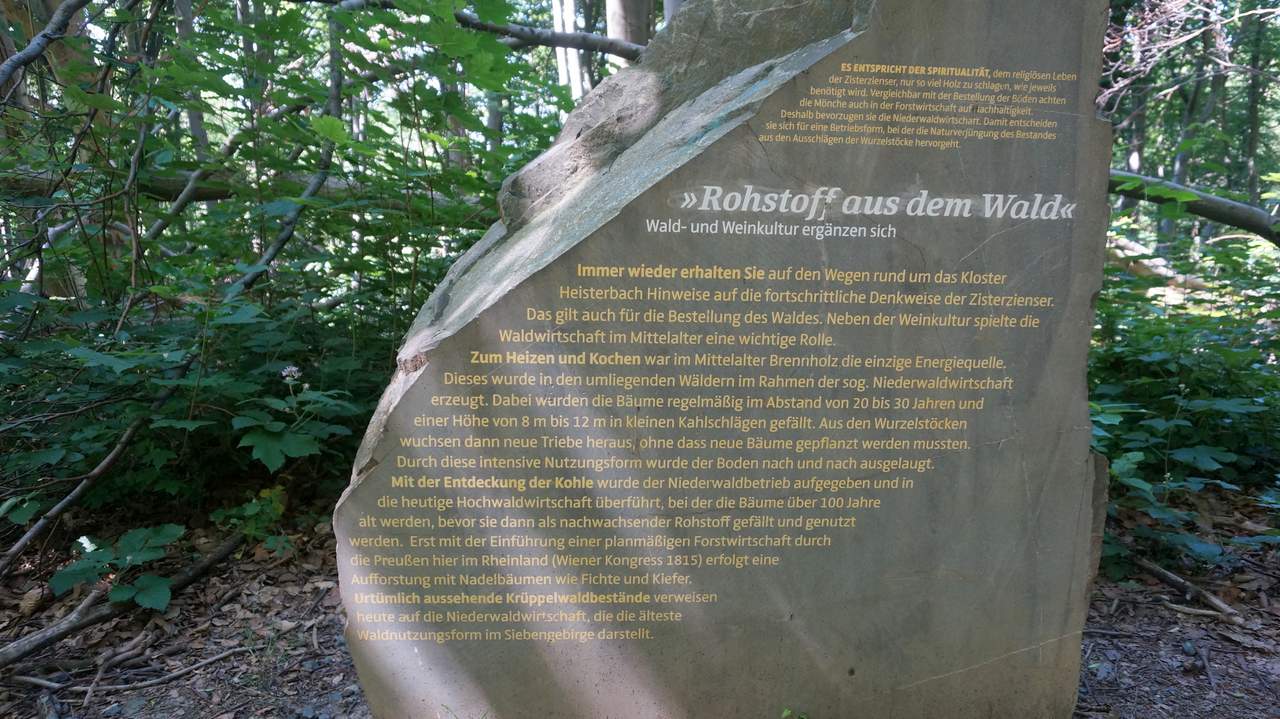 ES ENTSPRICHT DER SPIRITUALITÄT, dem religiösen Leben
der Zisterzienser, nur so viel Holz zu schlagen, wie jeweils
benötigt wird. Vergleichbar mit der Bestellung der Böden achten
die Mönche auch in der Forstwirtschaft auf Nachhaltigkeit.
Deshalb bevorzugen sie die Niederwaldwirtschaft. Damit entscheiden
sie sich für eine Betriebsform, bei der die Naturverjüngung des Bestandes
aus den Ausschlägen der Wurzelstöcke hervorgeht.
»Rohstoff aus dem Wald«
Wald- und Weinkultur ergänzen sich
Immer wieder erhalten Sie auf den Wegen rund um das Kloster
Heisterbach Hinweise auf die fortschrittliche Denkweise der Zisterzienser.
Das gilt auch für die Bestellung des Waldes. Neben der Weinkultur spielte die
Waldwirtschaft im Mittelalter eine wichtige Rolle.
Zum Heizen und Kochen war im Mittelalter Brennholz die einzige Energiequelle.
Dieses wurde in den umliegenden Wäldern im Rahmen der sog. Niederwaldwirtschaft
erzeugt. Dabei wurden die Bäume regelmäßig im Abstand von 20 bis 30 Jahren und
einer Höhe von 8 m bis 12 m in kleinen Kahlschlägen gefällt. Aus den Wurzelstöcken
wuchsen dann neue Triebe heraus, ohne dass neue Bäume gepflanzt werden mussten.
Durch diese intensive Nutzungsform wurde der Boden nach und nach ausgelaugt.
Mit der Entdeckung der Kohle wurde der Niederwaldbetrieb aufgegeben und in
die heutige Hochwaldwirtschaft überführt, bei der die Bäume über 100 Jahre
alt werden, bevor sie dann als nachwachsender Rohstoff gefällt und genutzt
werden. Erst mit der Einführung einer planmäßigen Forstwirtschaft durch
die Preußen hier im Rheinland (Wiener Kongress 1815) erfolgt eine
Aufforstung mit Nadelbäumen wie Fichte und Kiefer.
Urtümlich aussehende Krüppelwaldbestände verweisen
heute auf die Niederwaldwirtschaft, die die älteste
Waldnutzungsform im Siebengebirge darstellt.